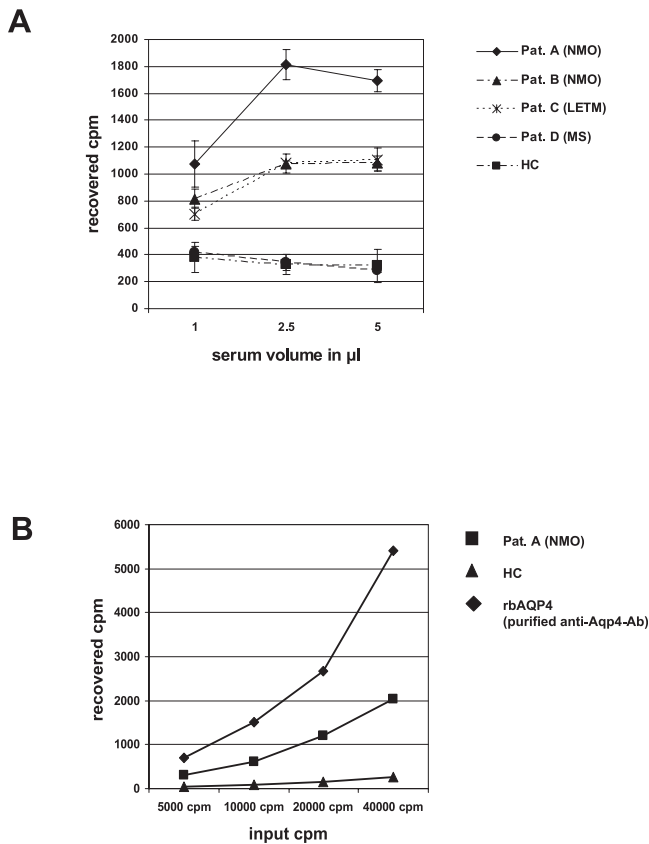 A
2000
1800
1600
1400
1200
1000
800
600
400
200
0
recovered cpm
1
2.5
5
serum volume in µl
Pat. A (NMO)
Pat. B (NMO)
Pat. C (LETM)
Pat. D (MS)
HC
B
6000
5000
4000
3000
2000
1000
0
recovered cpm
5000 cpm
10000 cpm
20000 cpm
40000 cpm
input cpm
Pat. A (NMO)
HC
rbAQP4
(purified anti-Aqp4-Ab)